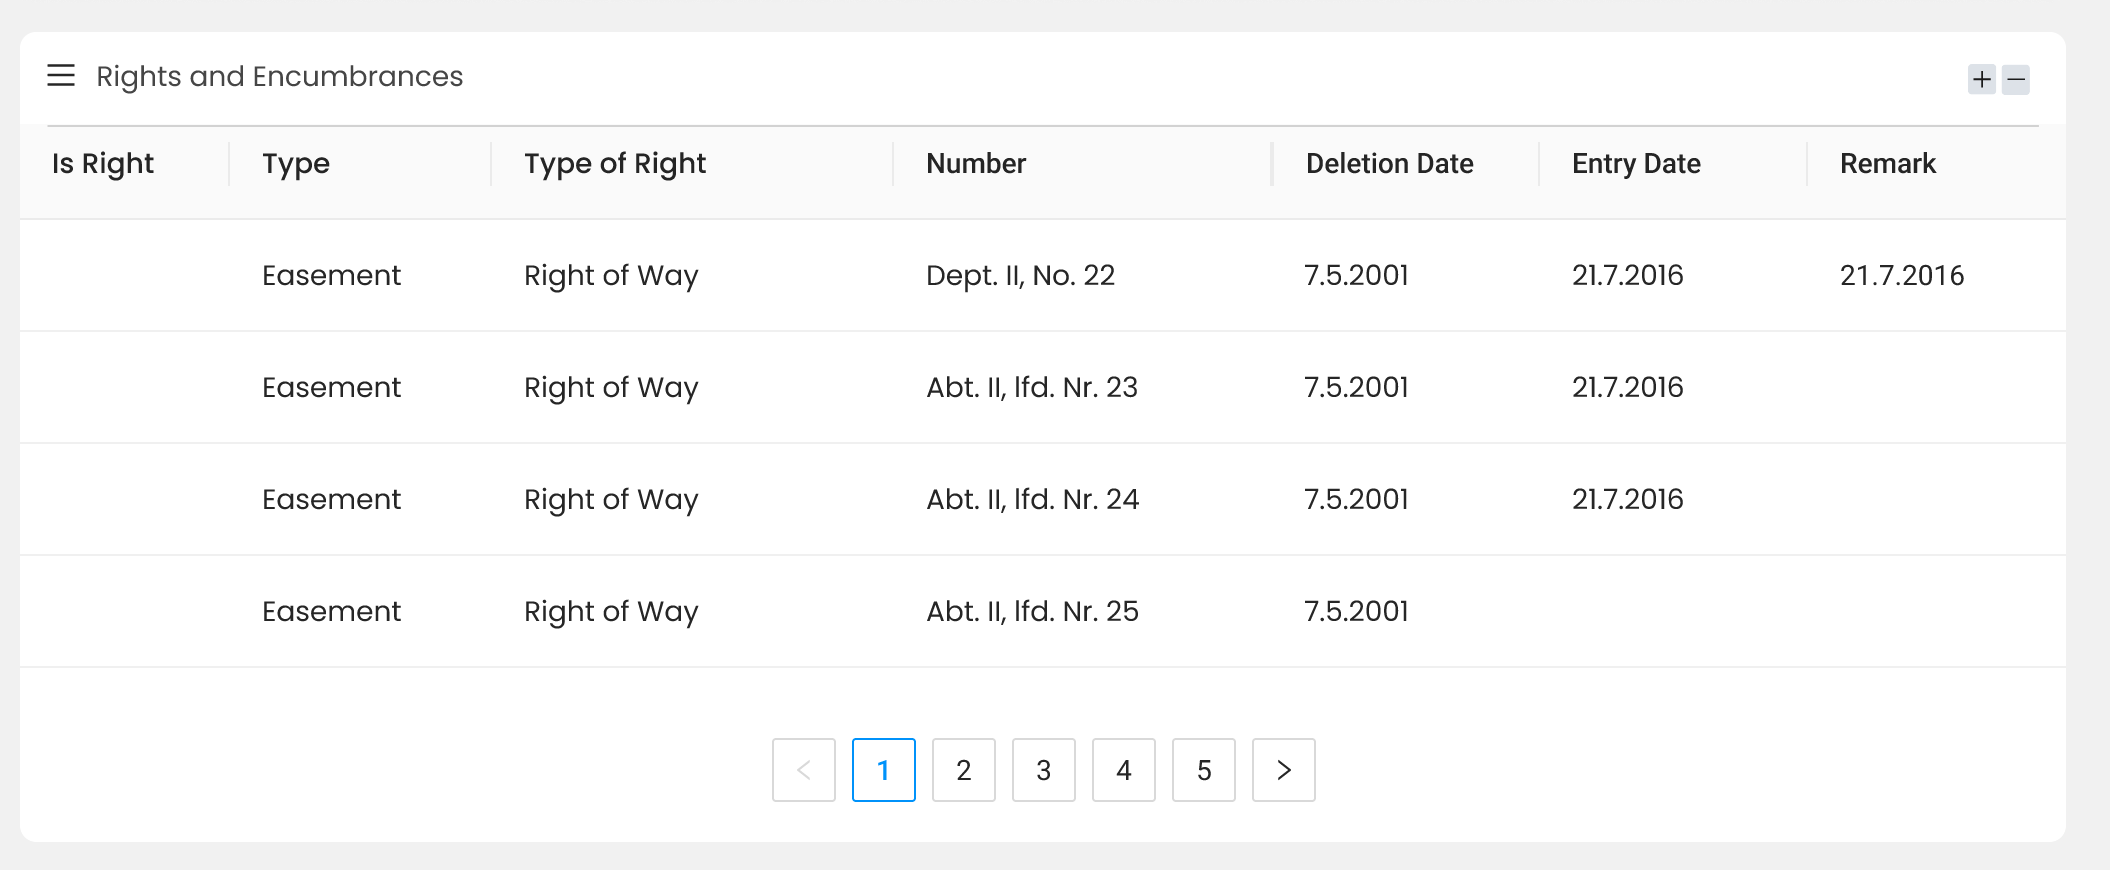 Rights and Encumbrances
+ −
Is Right Type Type of Right Number Deletion Date Entry Date Remark
Easement Right of Way Dept. II, No. 22 7.5.2001 21.7.2016 21.7.2016
Easement Right of Way Abt. II, lfd. Nr. 23 7.5.2001 21.7.2016
Easement Right of Way Abt. II, lfd. Nr. 24 7.5.2001 21.7.2016
Easement Right of Way Abt. II, lfd. Nr. 25 7.5.2001
< 1 2 3 4 5 >